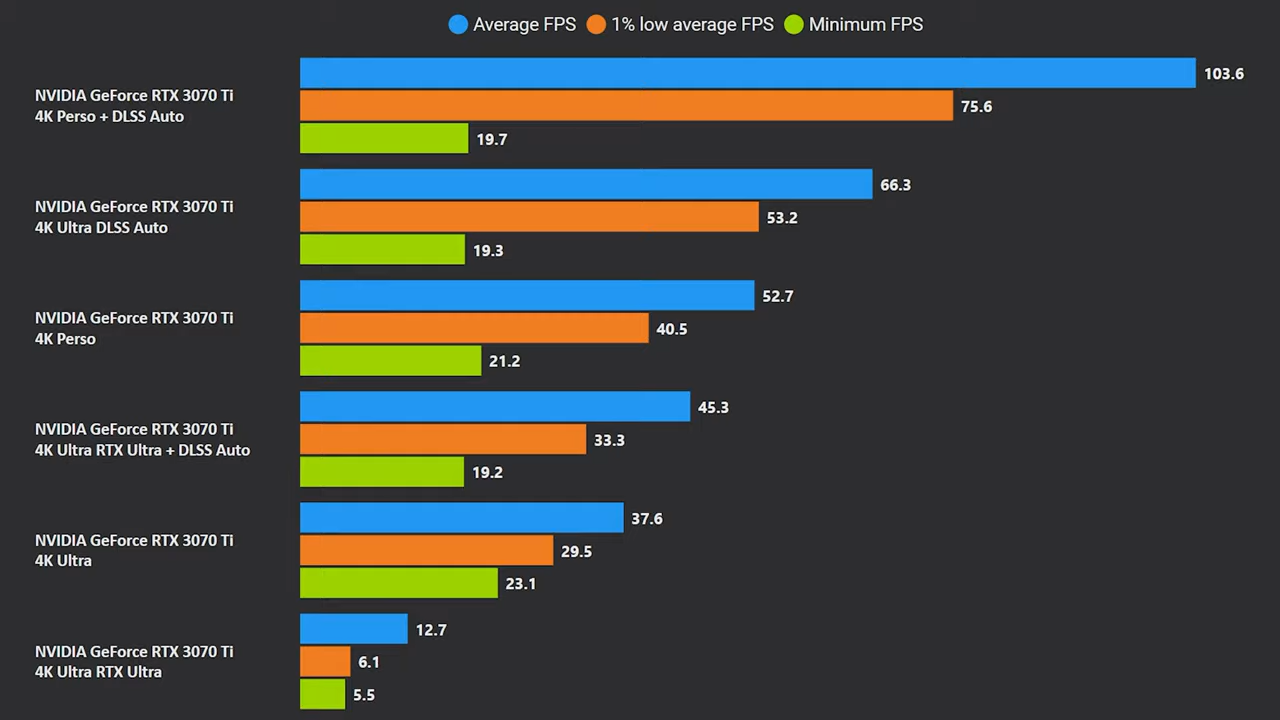 Average FPS 1% low average FPS Minimum FPS
NVIDIA GeForce RTX 3070 Ti
4K Perso + DLSS Auto
103.6
75.6
19.7
NVIDIA GeForce RTX 3070 Ti
4K Ultra DLSS Auto
66.3
53.2
19.3
NVIDIA GeForce RTX 3070 Ti
4K Perso
52.7
40.5
21.2
NVIDIA GeForce RTX 3070 Ti
4K Ultra RTX Ultra + DLSS Auto
45.3
33.3
19.2
NVIDIA GeForce RTX 3070 Ti
4K Ultra
37.6
29.5
23.1
NVIDIA GeForce RTX 3070 Ti
4K Ultra RTX Ultra
12.7
6.1
5.5